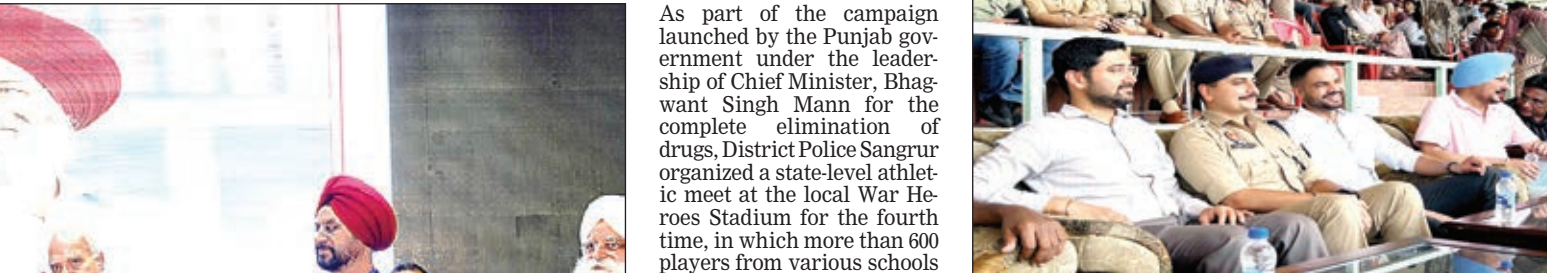 As part of the campaign
launched by the Punjab gov-
ernment under the leader-
ship of Chief Minister, Bhag-
want Singh Mann for the
complete elimination of
drugs, District Police Sangrur
organized a state-level athlet-
ic meet at the local War He-
roes Stadium for the fourth
time, in which more than 600
players from various schools